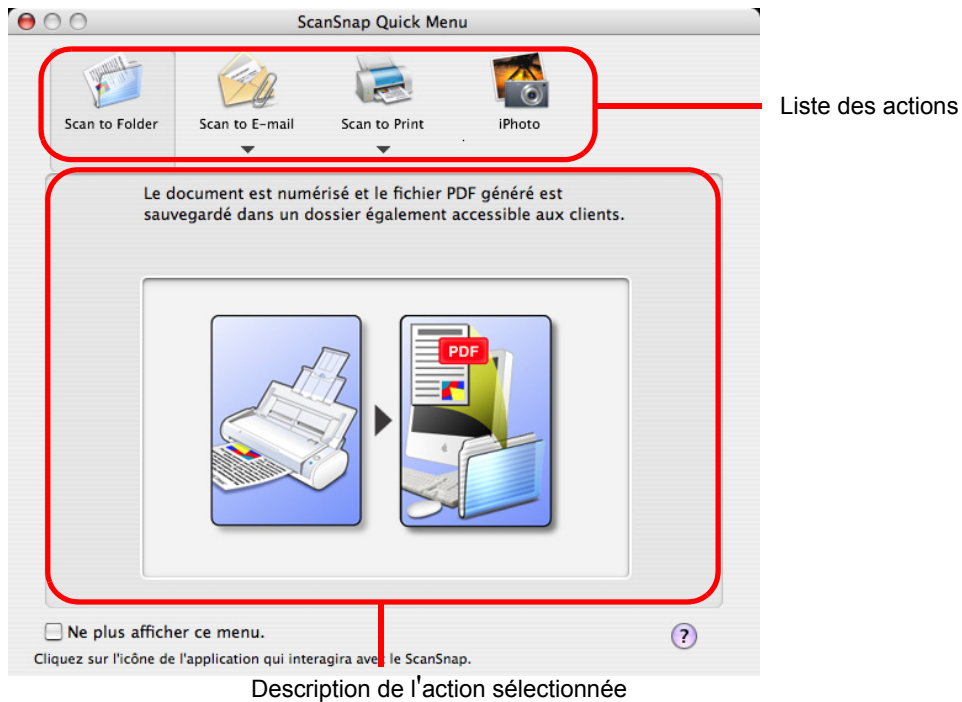 ScanSnap Quick Menu
Scan to Folder
Scan to E-mail
Scan to Print
iPhoto
Liste des actions
Le document est numérisé et le fichier PDF généré est
sauvegardé dans un dossier également accessible aux clients.
PDF
Ne plus afficher ce menu.
?
Cliquez sur l'icône de l'application qui interagira avec le ScanSnap.
Description de l'action sélectionnée